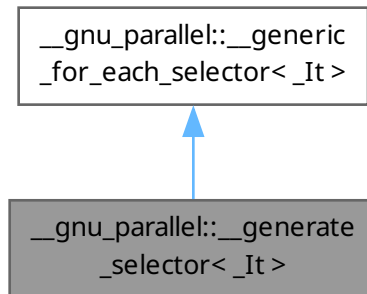 __gnu_parallel::__generic
_for_each_selector< _It >
__gnu_parallel::__generate
_selector< _It >